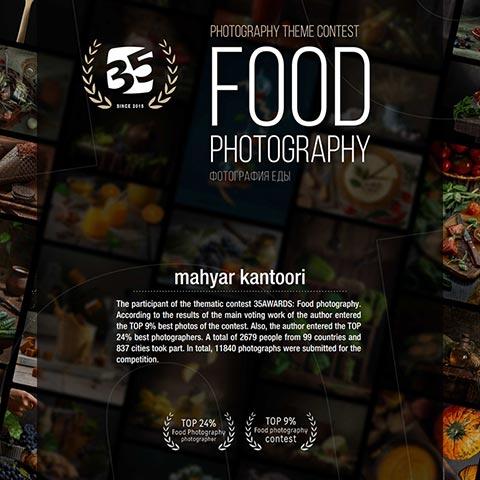 PHOTOGRAPHY THEME CONTEST
35
SINCE 2015
FOOD
PHOTOGRAPHY
ФОТОГРАФИЯ ЕДЫ
mahyar kantoori
The participant of the thematic contest 35AWARDS: Food photography.
According to the results of the main voting work of the author entered
the TOP 9% best photos of the contest. Also, the author entered the TOP
24% best photographers. A total of 2679 people from 99 countries and
837 cities took part. In total, 11840 photographs were submitted for the
competition.
TOP 24%
Food Photography
photographer
TOP 9%
Food photography
contest